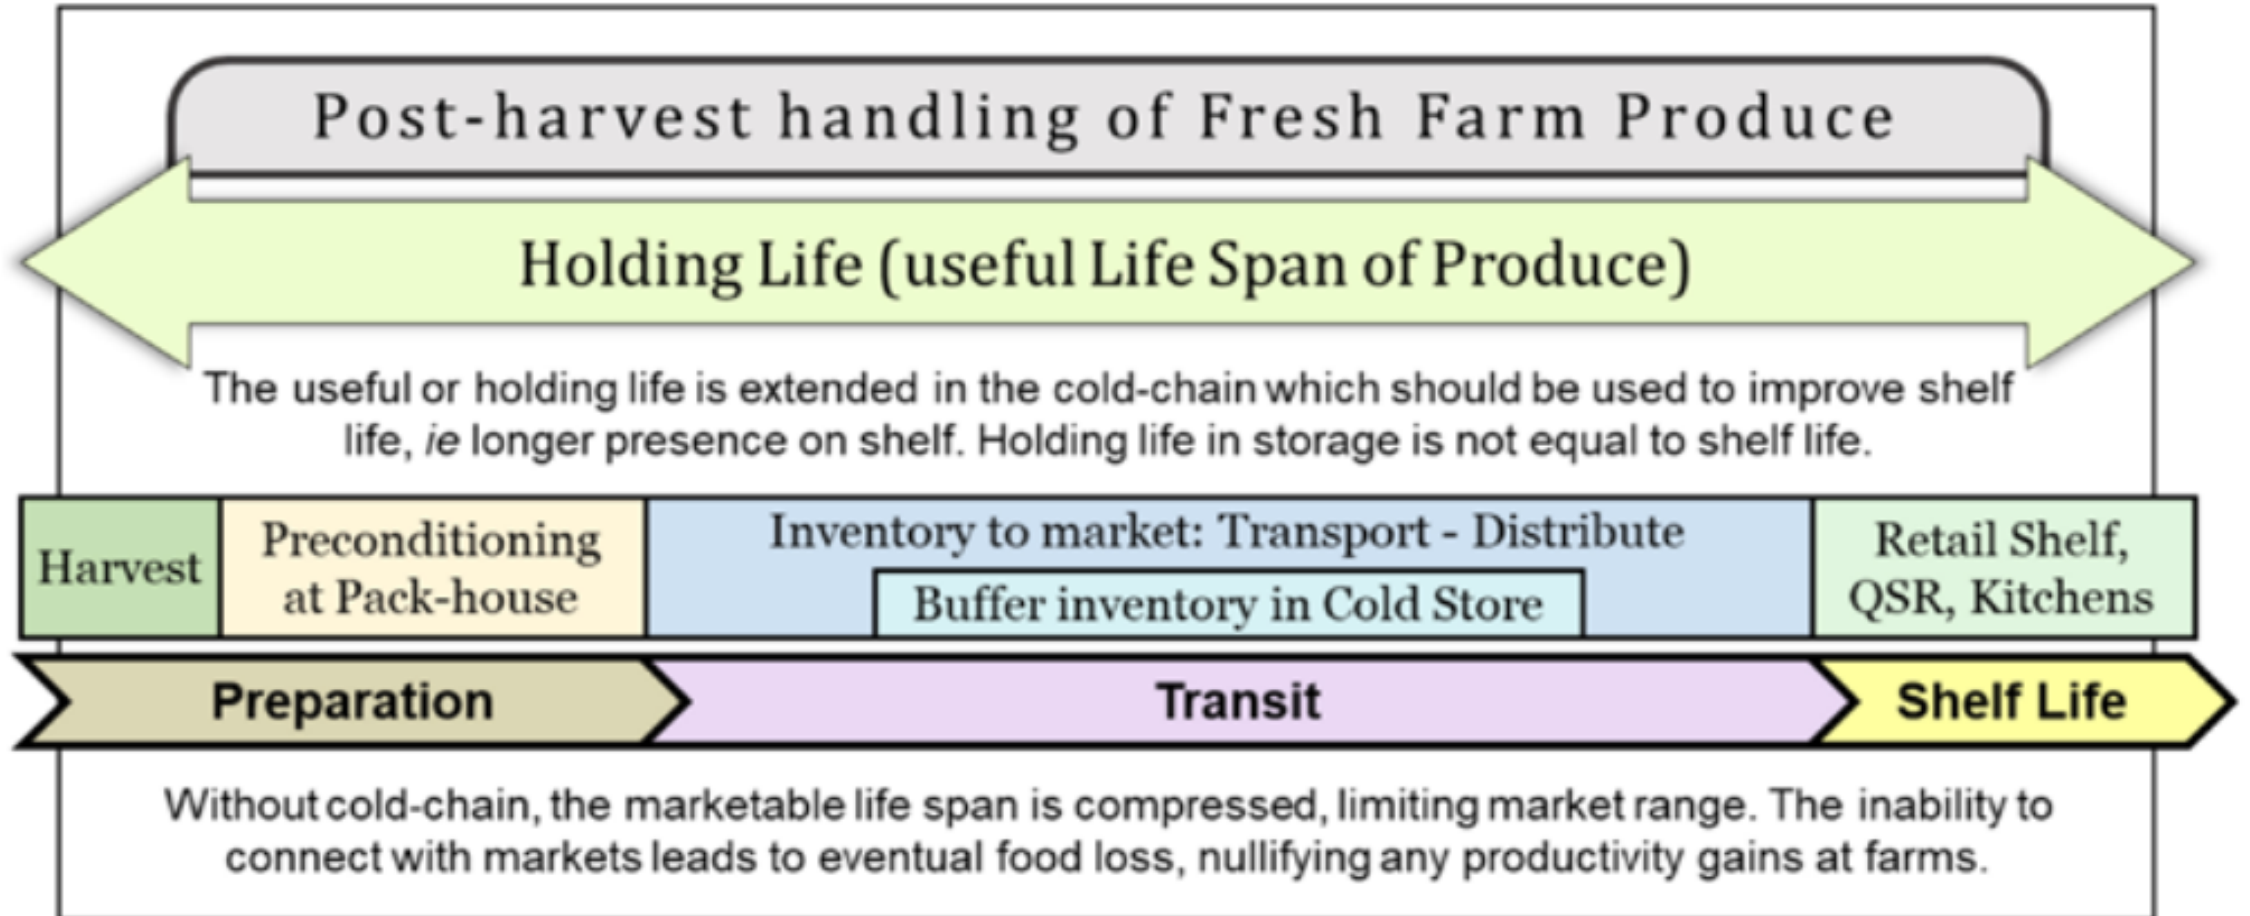 Post-harvest handling of Fresh Farm Produce
Holding Life (useful Life Span of Produce)
The useful or holding life is extended in the cold-chain which should be used to improve shelf
life, ie longer presence on shelf. Holding life in storage is not equal to shelf life.
Harvest
Preconditioning
at Pack-house
Inventory to market: Transport - Distribute
Buffer inventory in Cold Store
Retail Shelf,
QSR, Kitchens
Preparation
Transit
Shelf Life
Without cold-chain, the marketable life span is compressed, limiting market range. The inability to
connect with markets leads to eventual food loss, nullifying any productivity gains at farms.